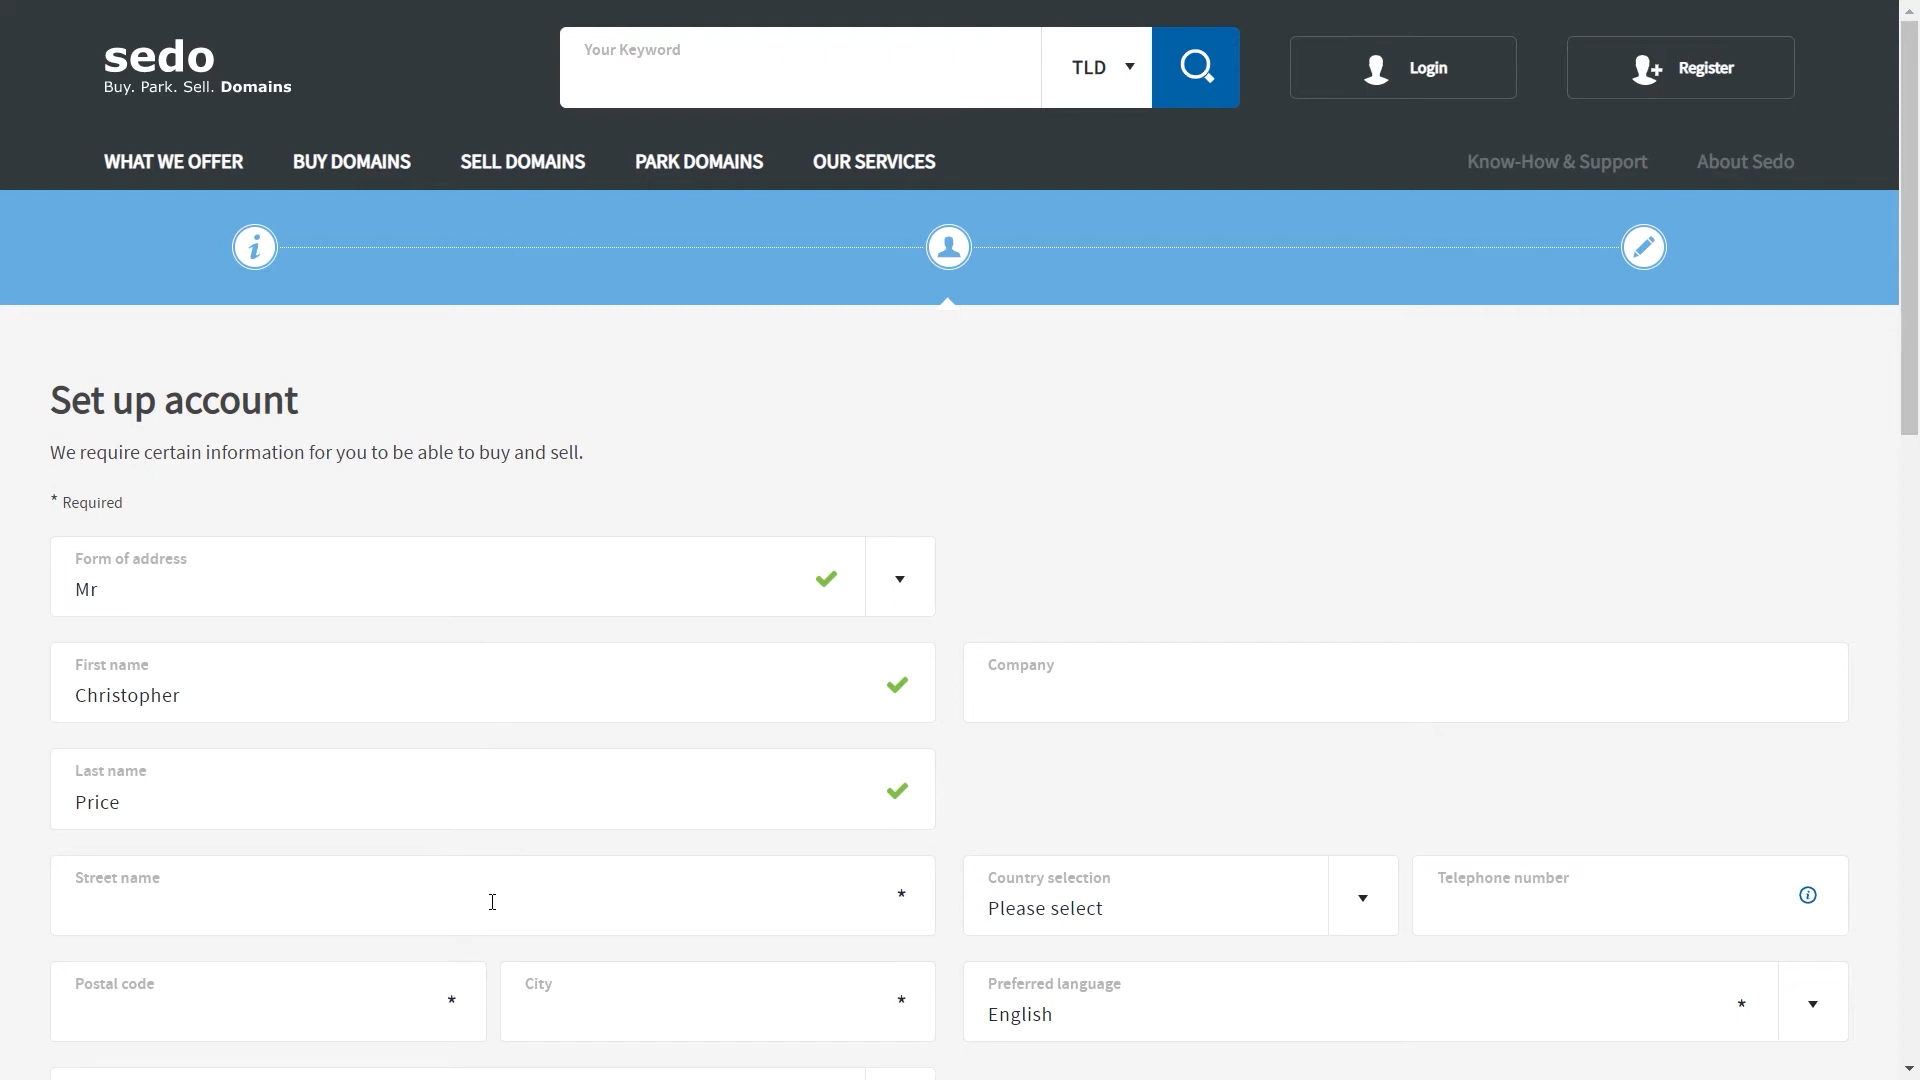 sedo
Buy. Park. Sell. Domains
Your Keyword
TLD
Login
Register
WHAT WE OFFER
BUY DOMAINS
SELL DOMAINS
PARK DOMAINS
OUR SERVICES
Know-How & Support
About Sedo
Set up account
We require certain information for you to be able to buy and sell.
* Required
Form of address
Mr
First name
Christopher
Company
Last name
Price
Street name
*
Country selection
Please select
Telephone number
Postal code
*
City
*
Preferred language
English
*